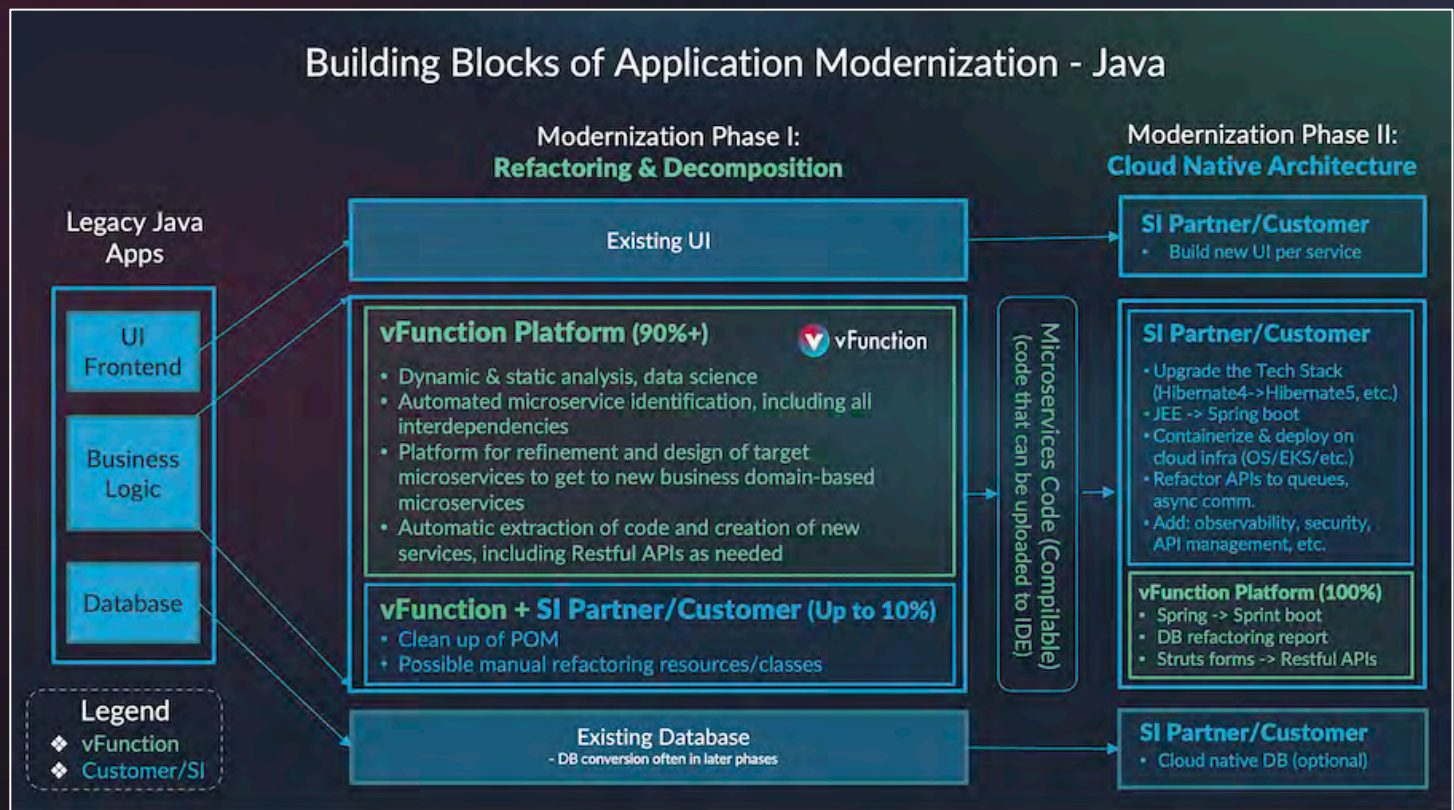 Building Blocks of Application Modernization - Java
Modernization Phase I:
Refactoring & Decomposition
Modernization Phase II:
Cloud Native Architecture
Legacy Java
Apps
UI
Frontend
Business
Logic
Database
Legend
❖ vFunction
❖ Customer/SI
Existing UI
vFunction Platform (90%+)
vFunction
• Dynamic & static analysis, data science
• Automated microservice identification, including all
interdependencies
• Platform for refinement and design of target
microservices to get to new business domain-based
microservices
• Automatic extraction of code and creation of new
services, including Restful APIs as needed
vFunction + SI Partner/Customer (Up to 10%)
• Clean up of POM
• Possible manual refactoring resources/classes
Existing Database
- DB conversion often in later phases
Microservices Code (Compilable)
(code that can be uploaded to IDE)
SI Partner/Customer
• Build new UI per service
SI Partner/Customer
• Upgrade the Tech Stack
(Hibernate4->Hibernate5, etc.)
• JEE -> Spring boot
• Containerize & deploy on
cloud infra (OS/EKS/etc.)
• Refactor APIs to queues,
async comm.
• Add: observability, security,
API management, etc.
vFunction Platform (100%)
• Spring -> Sprint boot
• DB refactoring report
• Struts forms -> Restful APIs
SI Partner/Customer
• Cloud native DB (optional)